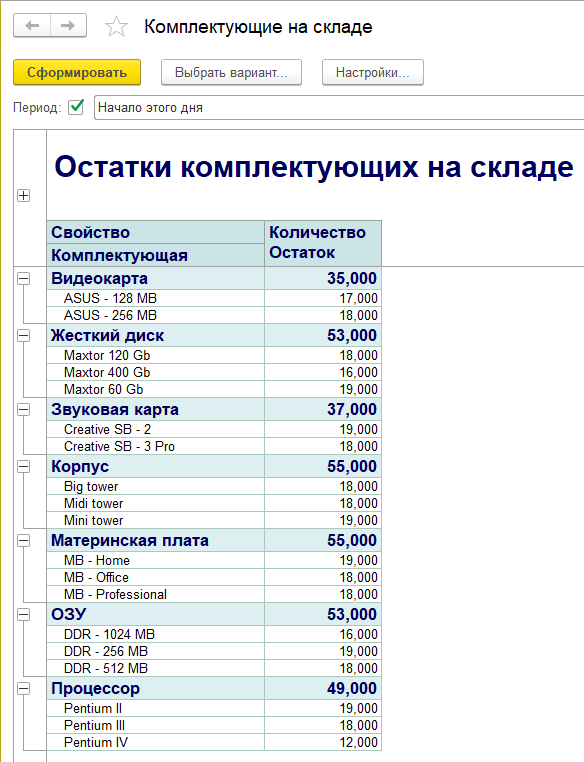 Комплектующие на складе
Сформировать Выбрать вариант... Настройки...
Период: Начало этого дня
Остатки комплектующих на складе
Свойство Количество
Комплектующая Остаток
Видеокарта 35,000
ASUS - 128 MB 17,000
ASUS - 256 MB 18,000
Жесткий диск 53,000
Maxtor 120 Gb 18,000
Maxtor 400 Gb 16,000
Maxtor 60 Gb 19,000
Звуковая карта 37,000
Creative SB - 2 19,000
Creative SB - 3 Pro 18,000
Корпус 55,000
Big tower 18,000
Midi tower 18,000
Mini tower 19,000
Материнская плата 55,000
MB - Home 19,000
MB - Office 18,000
MB - Professional 18,000
ОЗУ 53,000
DDR - 1024 MB 16,000
DDR - 256 MB 19,000
DDR - 512 MB 18,000
Процессор 49,000
Pentium II 19,000
Pentium III 18,000
Pentium IV 12,000